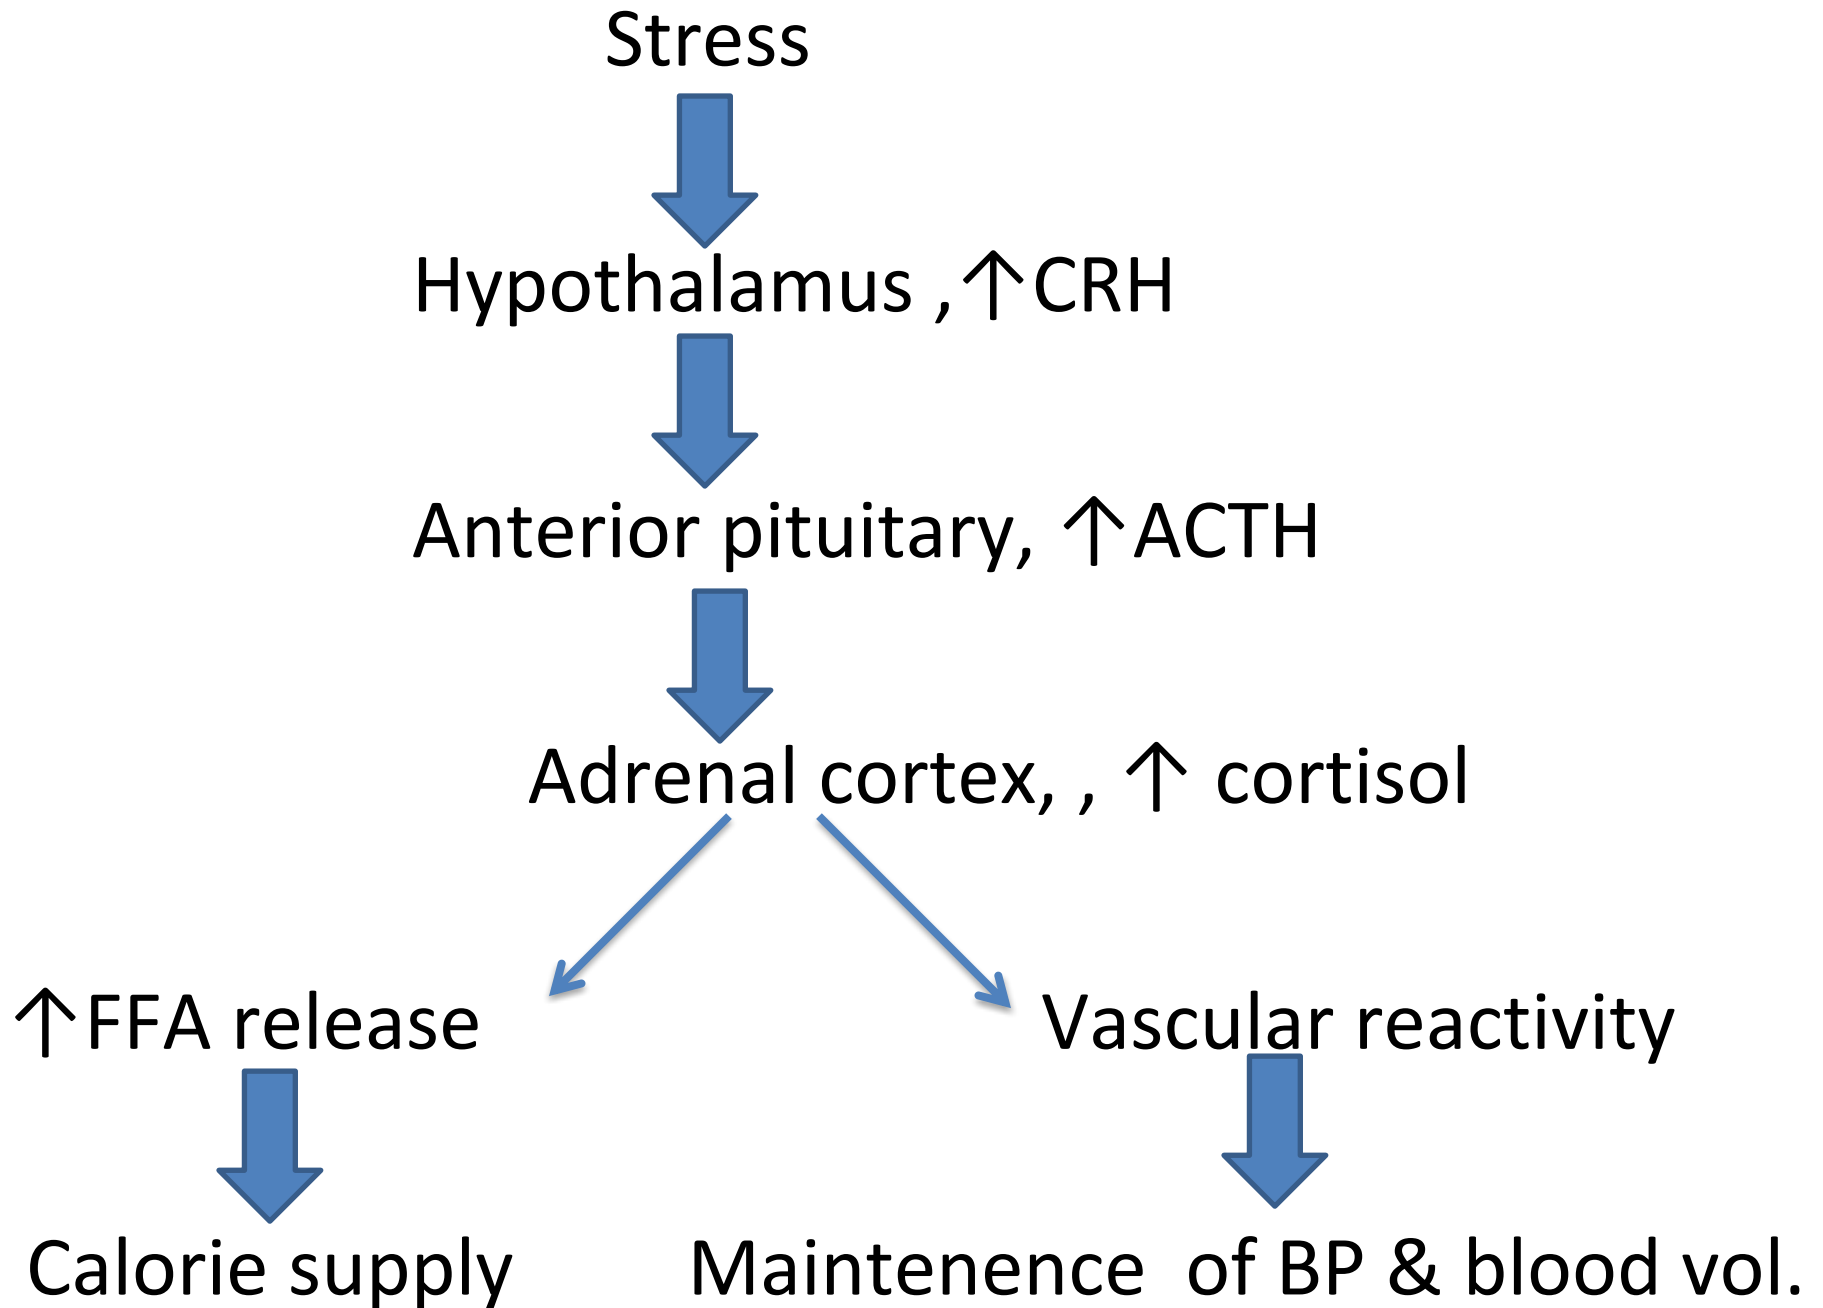 Stress
Hypothalamus ,↑CRH
Anterior pituitary, ↑ACTH
Adrenal cortex, , ↑ cortisol
↑FFA release
Vascular reactivity
Calorie supply
Maintenence of BP & blood vol.